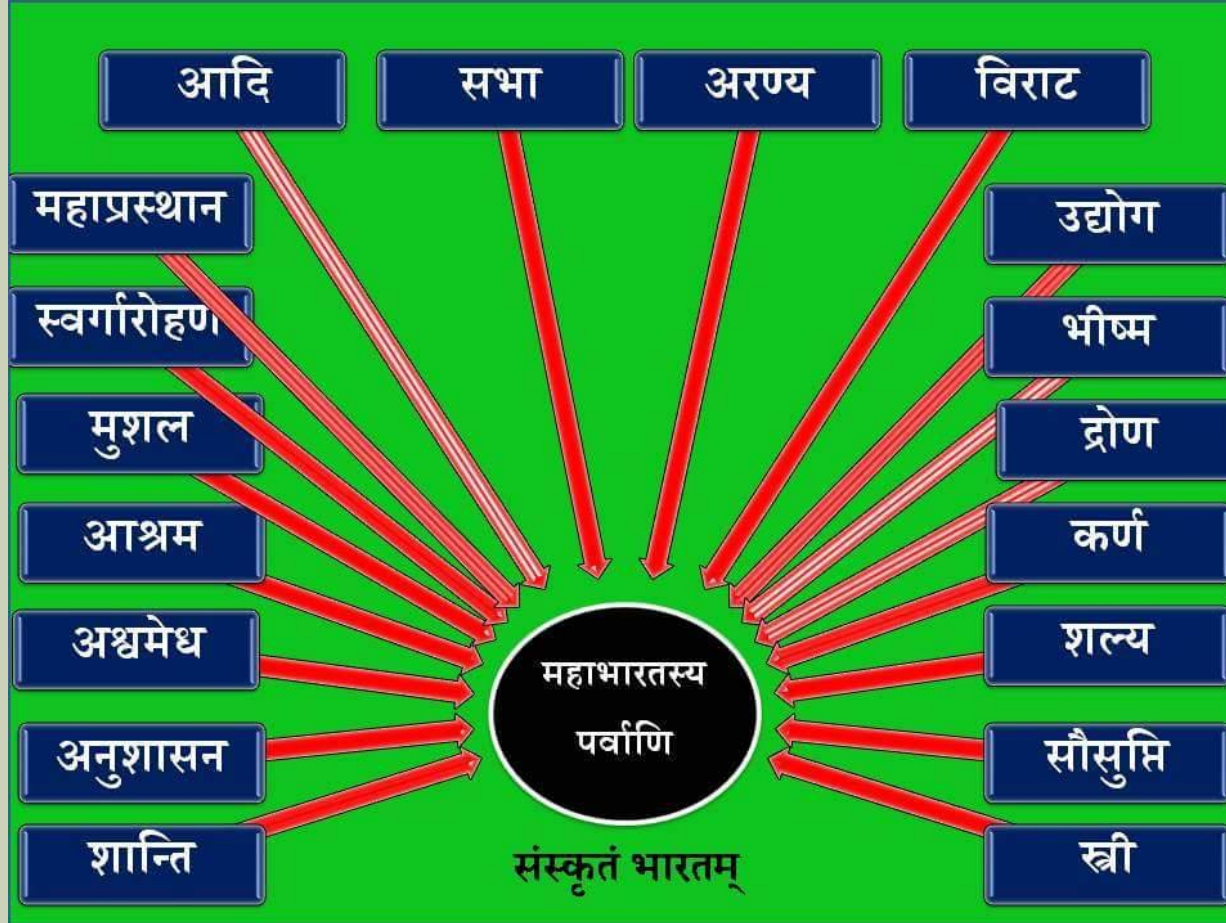 आदि
सभा
अरण्य
विराट
महाप्रस्थान
उद्योग
स्वर्गारोहण
भीष्म
मुशल
द्रोण
आश्रम
कर्ण
अश्वमेध
शल्य
अनुशासन
सौसुप्ति
शान्ति
स्त्री
महाभारतस्य
पर्वाणि
संस्कृतं भारतम्